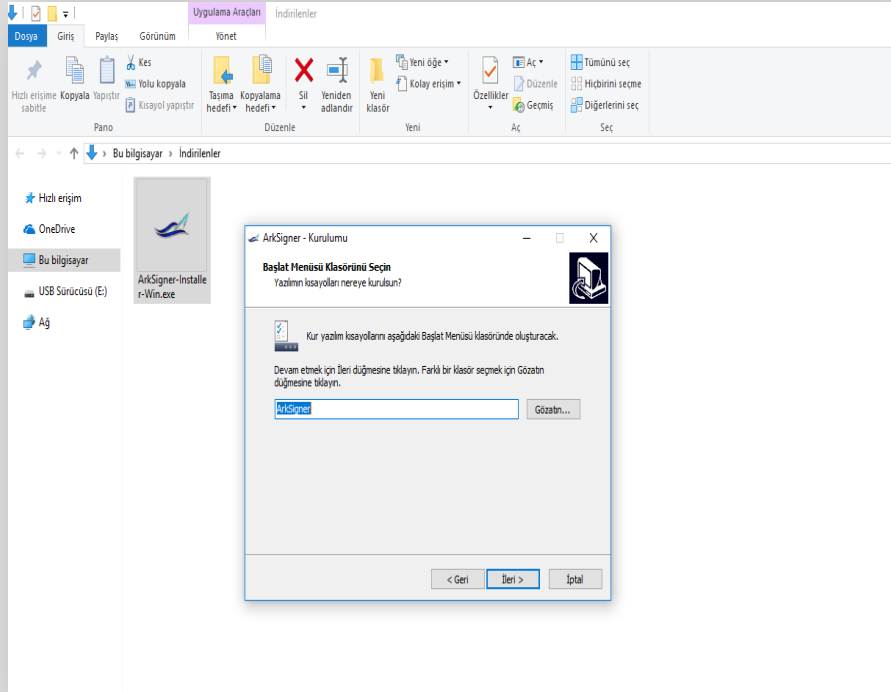 Uygulama Araçları
İndirilenler
Dosya
Giriş
Paylaş
Görünüm
Yönet
Hızlı erişime sabitle
Kopyala
Yapıştır
Kes
Yolu kopyala
Kısayol yapıştır
Taşıma hedefi
Kopyalama hedefi
Sil
Yeniden adlandır
Yeni klasör
Yeni öğe
Kolay erişim
Özellikler
Aç
Düzenle
Geçmiş
Tümünü seç
Hiçbirini seçme
Diğerlerini seç
Pano
Düzenle
Yeni
Aç
Seç
Bu bilgisayar > İndirilenler
Hızlı erişim
OneDrive
Bu bilgisayar
USB Sürücüsü (E:)
Ağ
ArkSigner-Installe
r-Win.exe
ArkSigner - Kurulumu
Başlat Menüsü Klasörünü Seçin
Yazılımın kısayolları nereye kurulsun?
Kur yazılım kısayollarını aşağıdaki Başlat Menüsü klasöründe oluşturacak.
Devam etmek için İleri düğmesine tıklayın. Farklı bir klasör seçmek için Gözatın
düğmesine tıklayın.
ArkSigner
Gözatın...
< Geri
İleri >
İptal